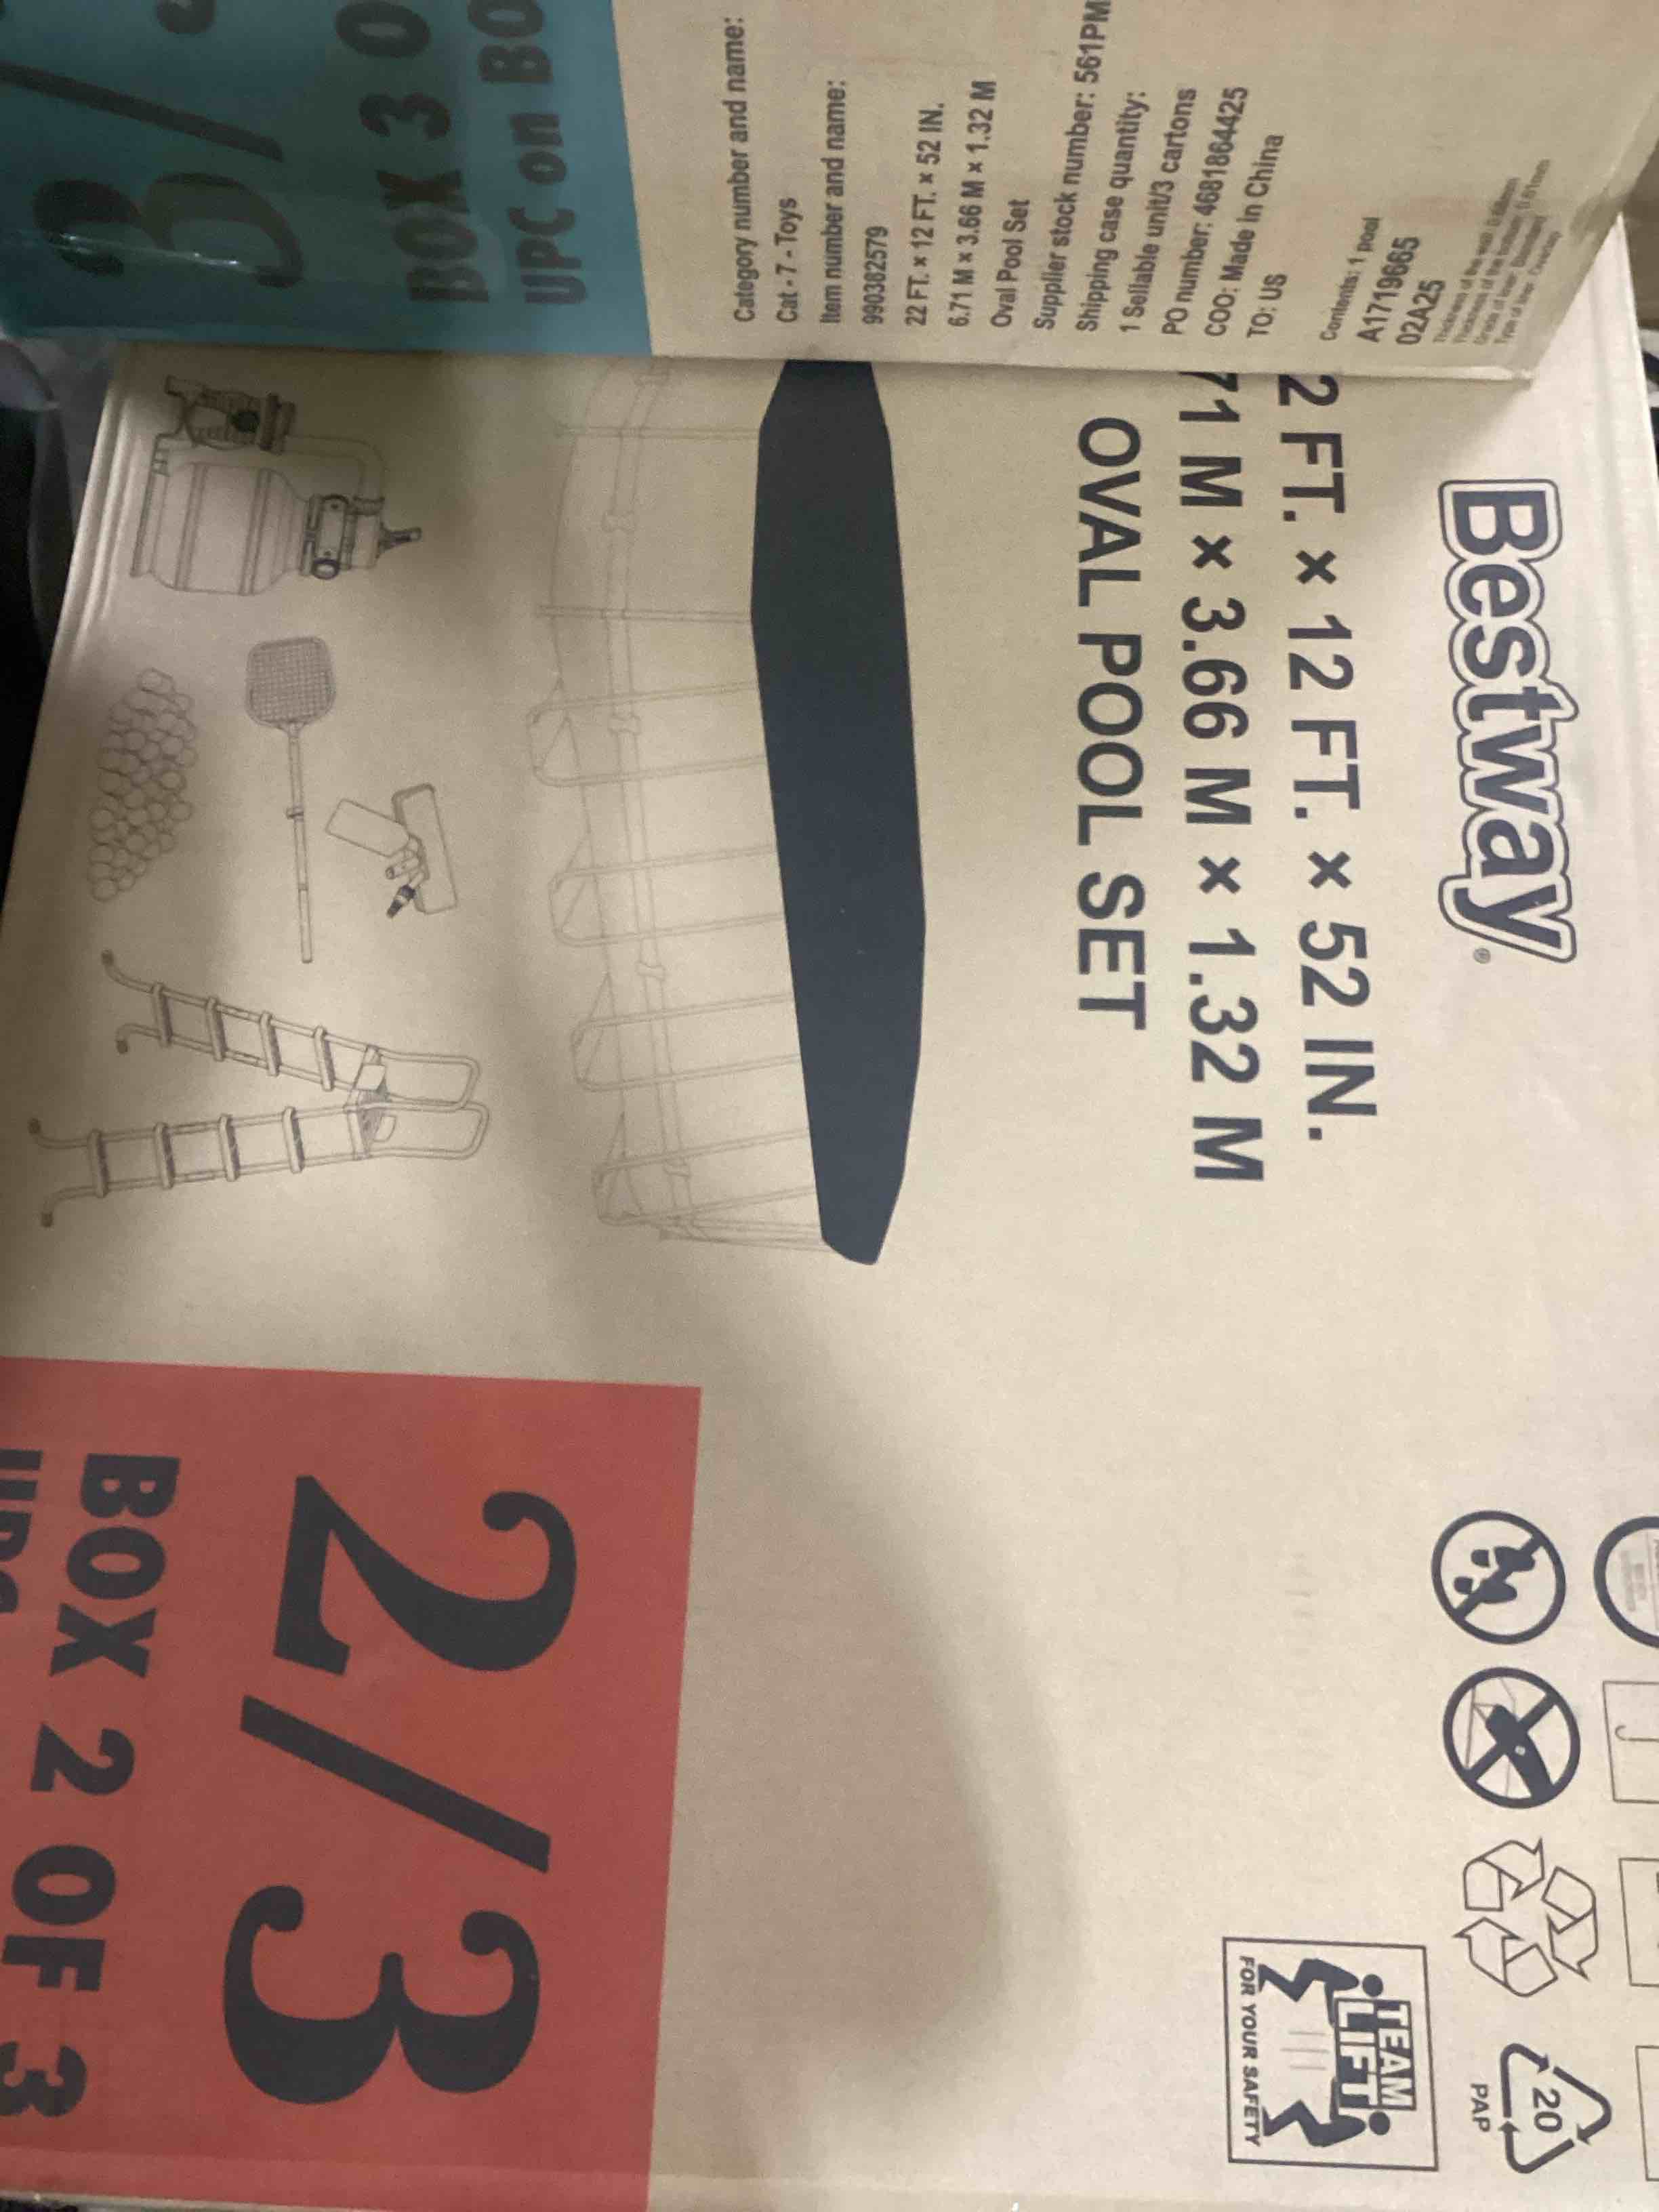 BOX 3 O
UPC on BO
Category number and name:
Cat - 7 - Toys
Item number and name:
990382579
22 FT. × 12 FT. × 52 IN.
6.71 M × 3.66 M × 1.32 M
Oval Pool Set
Supplier stock number: 561PM
Shipping case quantity:
1 Sellable unit/3 cartons
PO number: 46818644​25
COO: Made in China
TO: US
Contents: 1 pool
A1719665
02A25
Bestway®
2 FT. × 12 FT. × 52 IN.
71 M × 3.66 M × 1.32 M
OVAL POOL SET
2/3
BOX 2 OF 3
TEAM
LIFT
FOR YOUR SAFETY
20
PAP